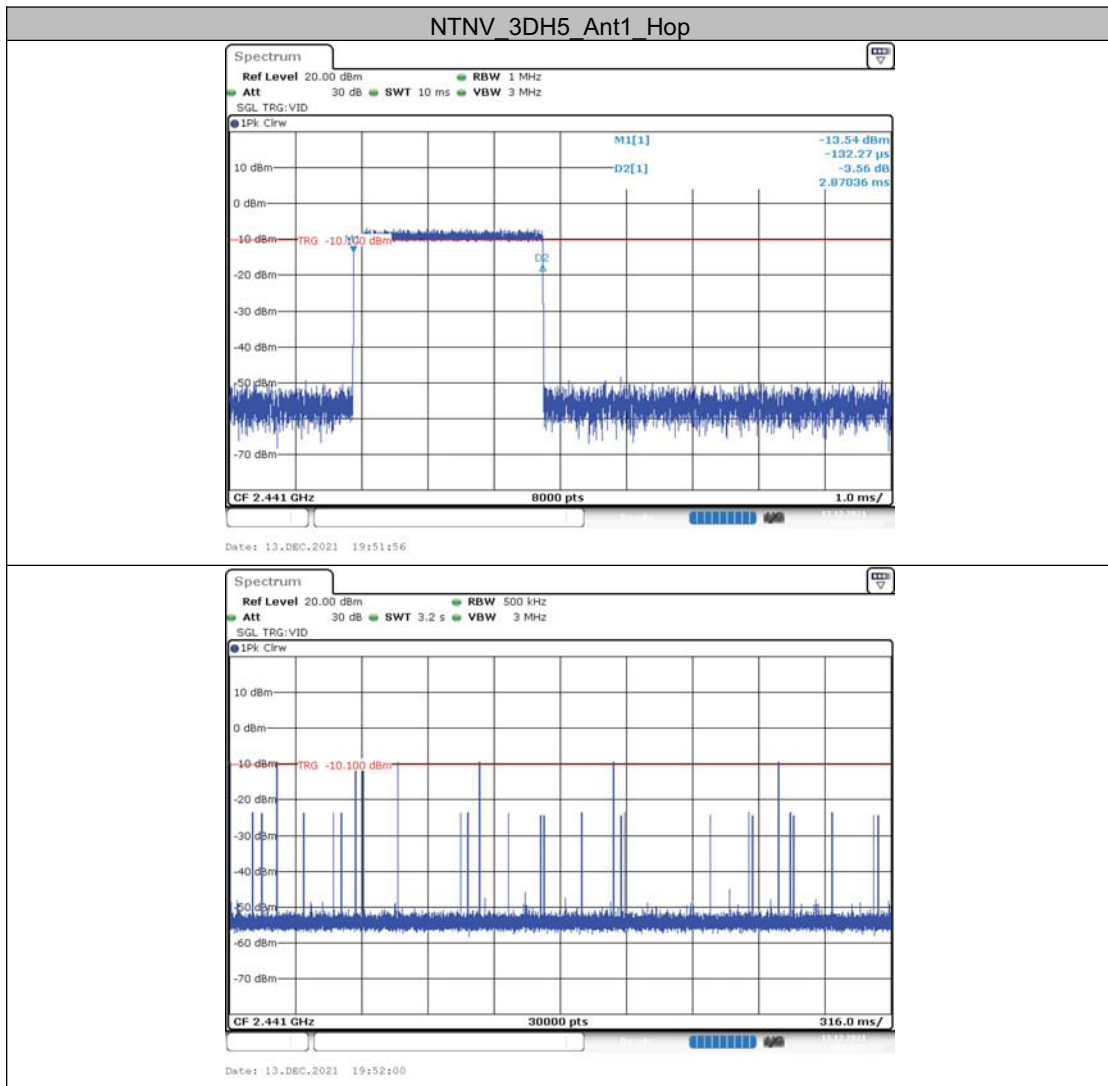 NTNV_3DH5_Ant1_Hop
Spectrum
Ref Level 20.00 dBm RBW 1 MHz
Att 30 dB SWT 10 ms VBW 3 MHz
SGL TRG:VID
1Pk Clrw
M1[1] -13.54 dBm
-132.27 µs
10 dBm D2[1] -3.56 dB
2.87036 ms
0 dBm
-10 dBm TRG -10.100 dBm M1
D2
-20 dBm
-30 dBm
-40 dBm
-50 dBm
-70 dBm
CF 2.441 GHz 8000 pts 1.0 ms/
Date: 13.DEC.2021 19:51:56
Spectrum
Ref Level 20.00 dBm RBW 500 kHz
Att 30 dB SWT 3.2 s VBW 3 MHz
SGL TRG:VID
1Pk Clrw
10 dBm
0 dBm
-10 dBm TRG -10.100 dBm
-20 dBm
-30 dBm
-40 dBm
-50 dBm
-60 dBm
-70 dBm
CF 2.441 GHz 30000 pts 316.0 ms/
Date: 13.DEC.2021 19:52:00